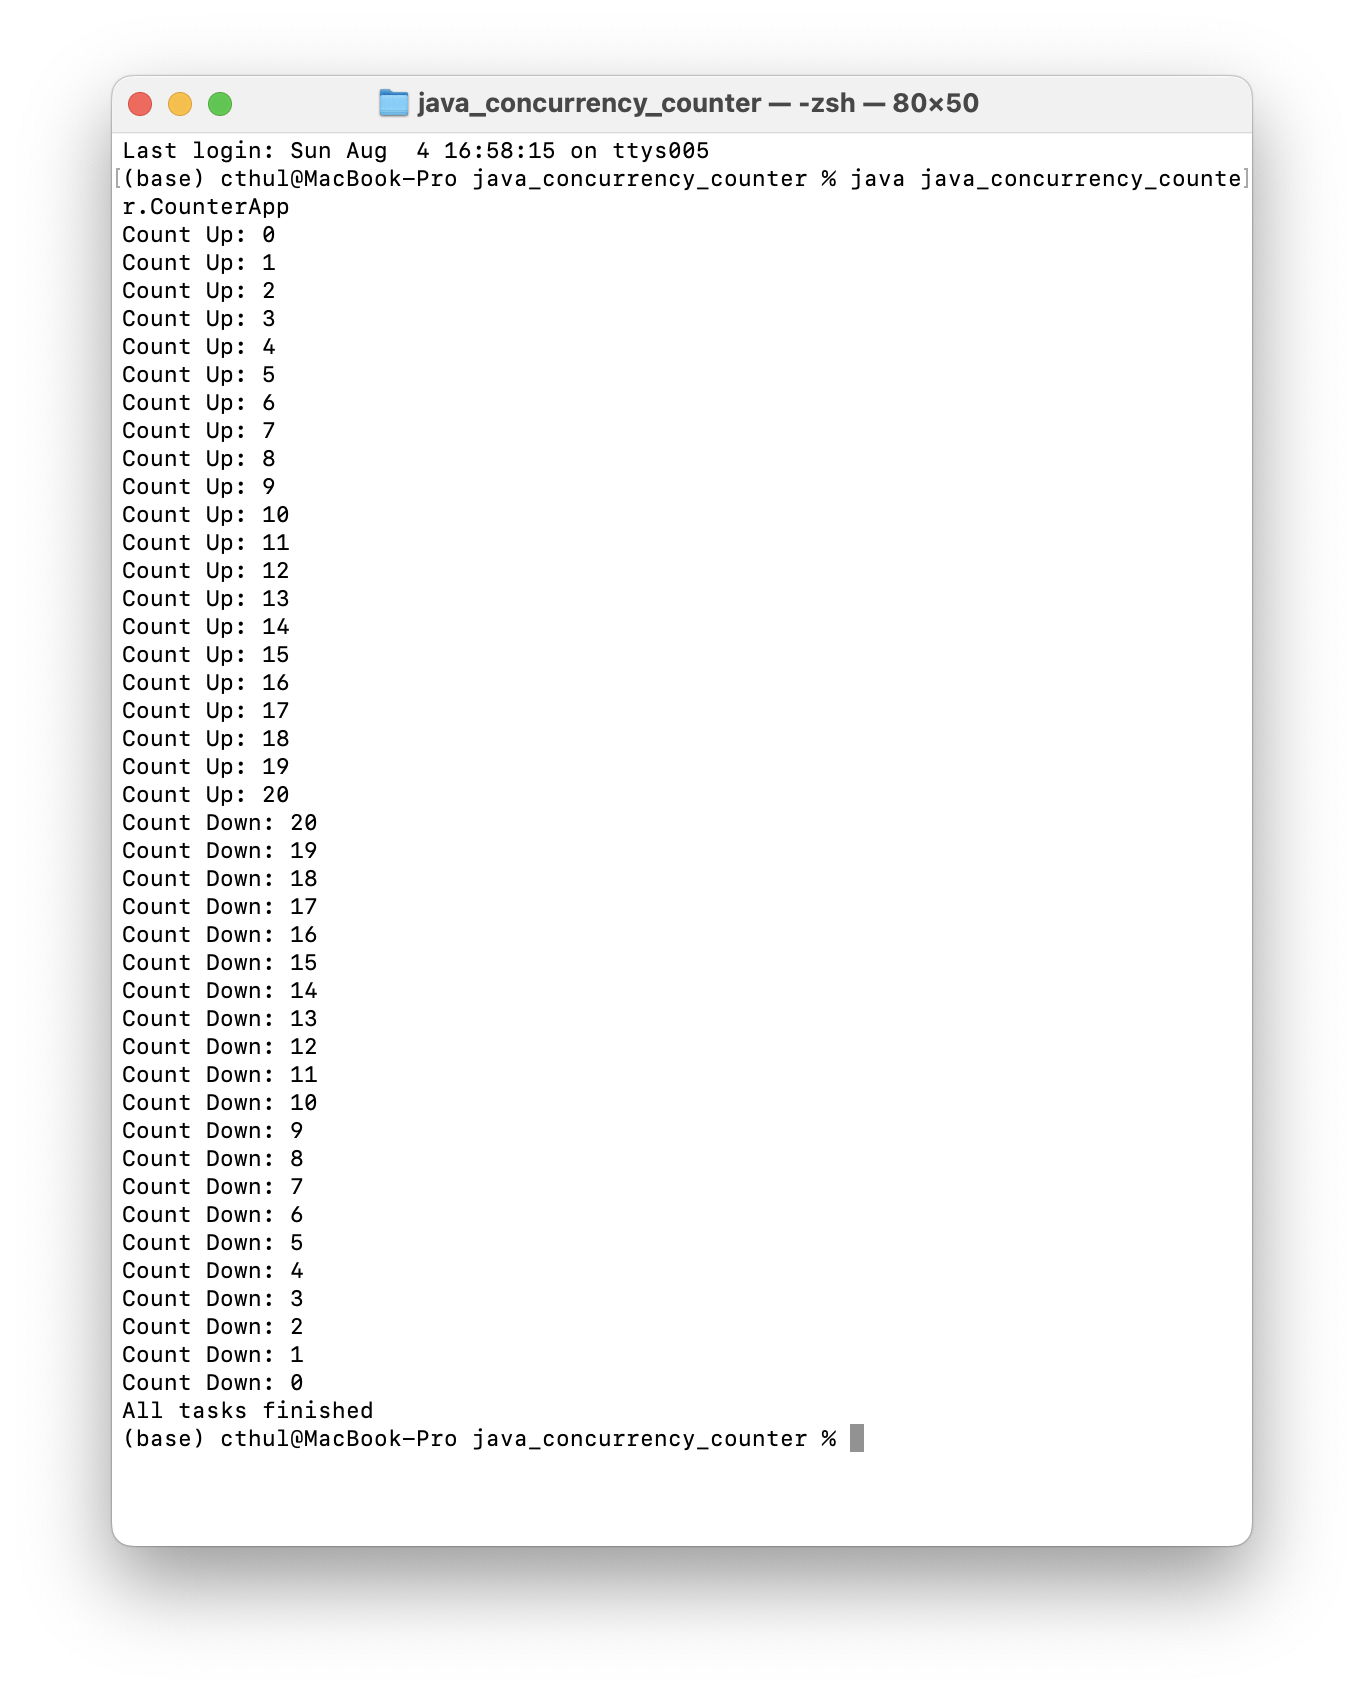 java_concurrency_counter — -zsh — 80×50
Last login: Sun Aug  4 16:58:15 on ttys005
[(base) cthul@MacBook-Pro java_concurrency_counter % java java_concurrency_counte]
r.CounterApp
Count Up: 0
Count Up: 1
Count Up: 2
Count Up: 3
Count Up: 4
Count Up: 5
Count Up: 6
Count Up: 7
Count Up: 8
Count Up: 9
Count Up: 10
Count Up: 11
Count Up: 12
Count Up: 13
Count Up: 14
Count Up: 15
Count Up: 16
Count Up: 17
Count Up: 18
Count Up: 19
Count Up: 20
Count Down: 20
Count Down: 19
Count Down: 18
Count Down: 17
Count Down: 16
Count Down: 15
Count Down: 14
Count Down: 13
Count Down: 12
Count Down: 11
Count Down: 10
Count Down: 9
Count Down: 8
Count Down: 7
Count Down: 6
Count Down: 5
Count Down: 4
Count Down: 3
Count Down: 2
Count Down: 1
Count Down: 0
All tasks finished
(base) cthul@MacBook-Pro java_concurrency_counter %